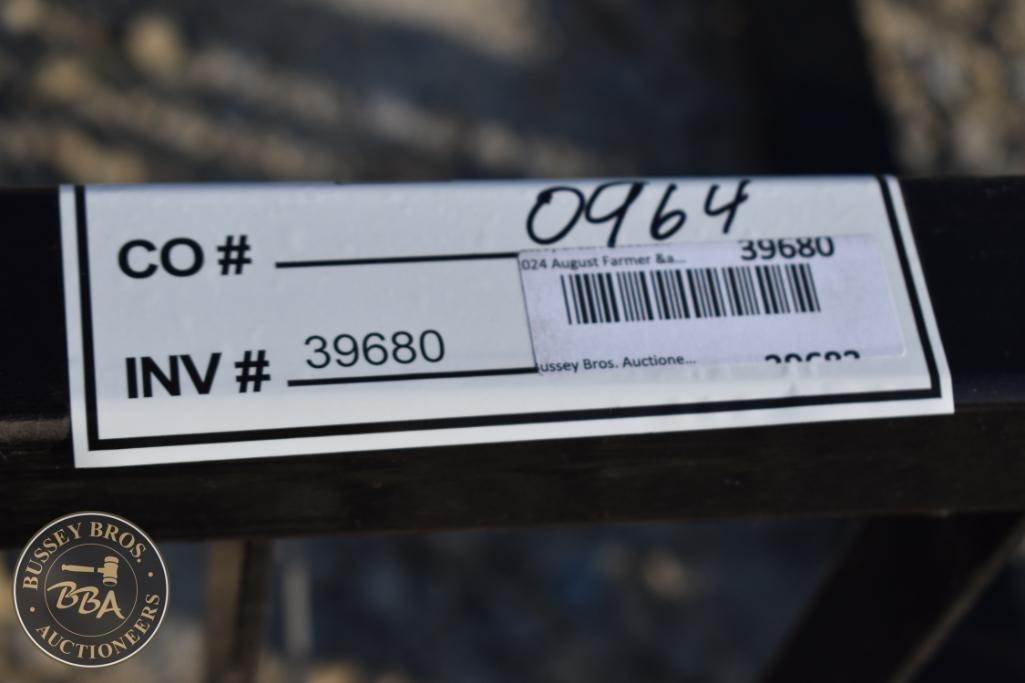 0964
CO #
39680
024 August Farmer &a...
INV # 39680
ussey Bros. Auctione...
BUSSEY BROS.
BBA
AUCTIONEERS